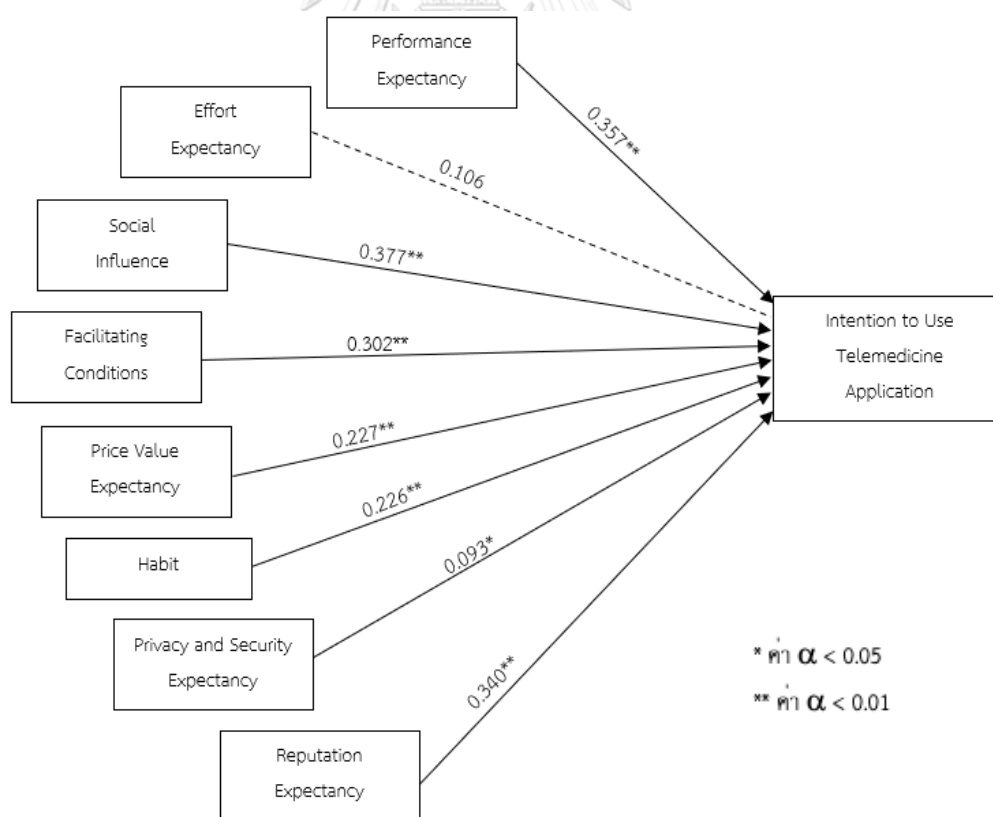 Performance
Expectancy
0.357**
Effort
Expectancy
0.106
Social
Influence
0.377**
Facilitating
Conditions
0.302**
Intention to Use
Telemedicine
Application
Price Value
Expectancy
0.227**
Habit
0.226**
Privacy and Security
Expectancy
0.093*
Reputation
Expectancy
0.340**
* ค่า α < 0.05
** ค่า α < 0.01